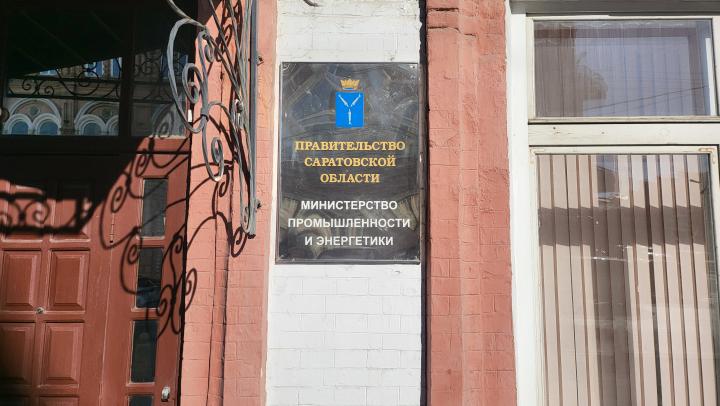 ПРАВИТЕЛЬСТВО
САРАТОВСКОЙ
ОБЛАСТИ
МИНИСТЕРСТВО
ПРОМЫШЛЕННОСТИ
И ЭНЕРГЕТИКИ